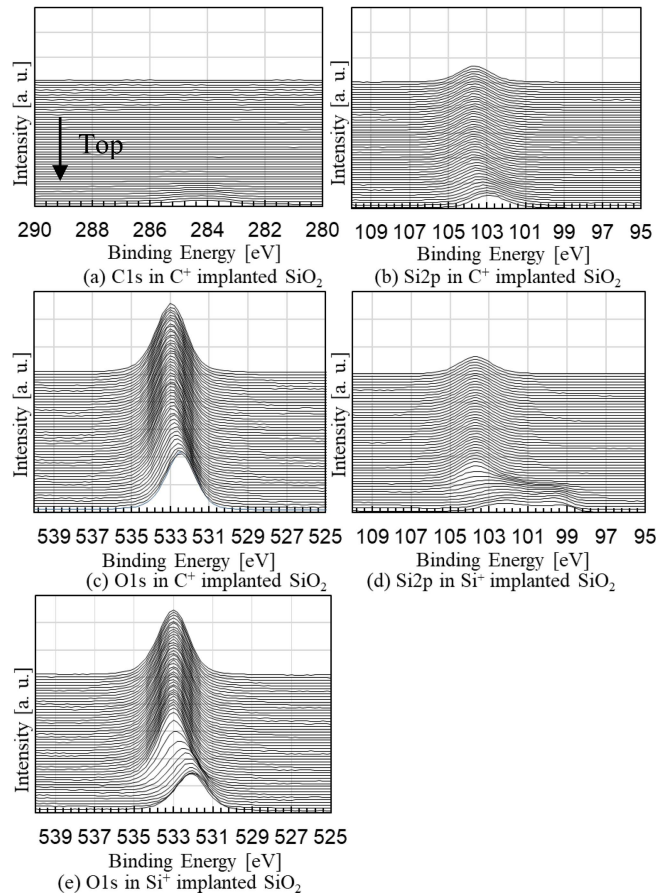 Intensity [a. u.]
Top
290 288 286 284 282 280
Binding Energy [eV]
(a) C1s in C⁺ implanted SiO₂
Intensity [a. u.]
109 107 105 103 101 99 97 95
Binding Energy [eV]
(b) Si2p in C⁺ implanted SiO₂
Intensity [a. u.]
539 537 535 533 531 529 527 525
Binding Energy [eV]
(c) O1s in C⁺ implanted SiO₂
Intensity [a. u.]
109 107 105 103 101 99 97 95
Binding Energy [eV]
(d) Si2p in Si⁺ implanted SiO₂
Intensity [a. u.]
539 537 535 533 531 529 527 525
Binding Energy [eV]
(e) O1s in Si⁺ implanted SiO₂